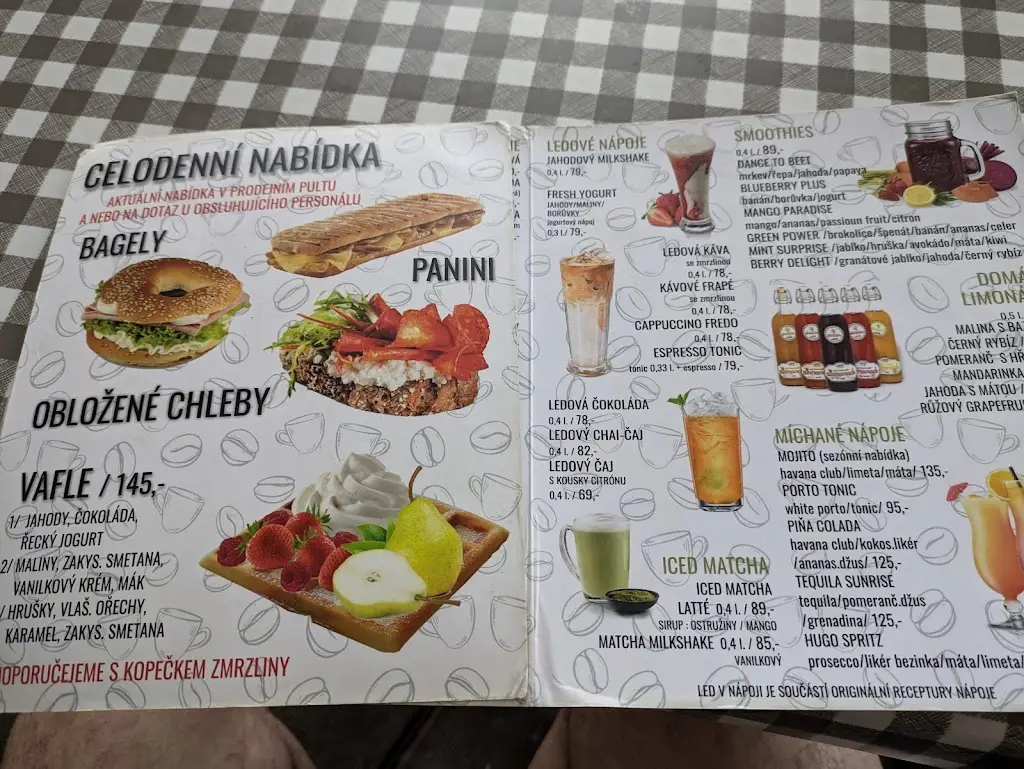 CELODENNÍ NABÍDKA
AKTUÁLNÍ NABÍDKA V PRODEJNÍM PULTU
A NEBO NA DOTAZ U OBSLUHUJÍCÍHO PERSONÁLU
BAGELY
PANINI
OBLOŽENÉ CHLEBY
VAFLE / 145,-
1/ JAHODY, ČOKOLÁDA,
ŘECKÝ JOGURT
2/ MALINY, ZAKYS. SMETANA,
VANILKOVÝ KRÉM, MÁK
/ HRUŠKY, VLAŠ. OŘECHY,
KARAMEL, ZAKYS. SMETANA
DOPORUČUJEME S KOPEČKEM ZMRZLINY
LEDOVÉ NÁPOJE
JAHODOVÝ MILKSHAKE
0,4 l. / 79,-
FRESH YOGURT
JAHODY/MALINY/
BORŮVKY
jogurtový nápoj
0,3 l / 79,-
LEDOVÁ KÁVA
se zmrzlinou
0,4 l. / 78,-
KÁVOVÉ FRAPÉ
se zmrzlinou
0,4 l. / 78,-
CAPPUCCINO FREDO
0,4 l. / 78,-
ESPRESSO TONIC
tonic 0,33 l. + espresso / 79,-
LEDOVÁ ČOKOLÁDA
0,4 l. / 78,-
LEDOVÝ CHAI-ČAJ
0,4 l. / 82,-
LEDOVÝ ČAJ
S KOUSKY CITRÓNU
0,4 l. / 69,-
ICED MATCHA
ICED MATCHA
LATTÉ 0,4 l. / 89,-
SIRUP : OSTRUŽINY / MANGO
MATCHA MILKSHAKE 0,4 l. / 85,-
VANILKOVÝ
SMOOTHIES
0,4 l. / 89,-
DANCE TO BEET
mrkev/řepa/jahoda/papaya
BLUEBERRY PLUS
banán/borůvka/jogurt
MANGO PARADISE
mango/ananas/passioun fruit/citron
GREEN POWER /brokolice/špenát/banán/ananas/celer
MINT SURPRISE /jablko/hruška/avokádo/máta/kiwi
BERRY DELIGHT /granátové jablko/jahoda/černý rybíz
DOMÁ
LIMONÁ
0,5 l.
MALINA S BA
ČERNÝ RYBÍZ /
POMERANČ S HŘ
MANDARINKA
JAHODA S MÁTOU /
RŮŽOVÝ GRAPEFRU
MÍCHANÉ NÁPOJE
MOJITO (sezónní nabídka)
havana club/limeta/máta/ 135,-
PORTO TONIC
white porto/tonic/ 95,-
PIŇA COLADA
havana club/kokos.likér
/ananas.džus/ 125,-
TEQUILA SUNRISE
tequila/pomeranč.džus
/grenadina/ 125,-
HUGO SPRITZ
prosecco/likér bezinka/máta/limeta/
LED V NÁPOJI JE SOUČÁSTÍ ORIGINÁLNÍ RECEPTURY NÁPOJE